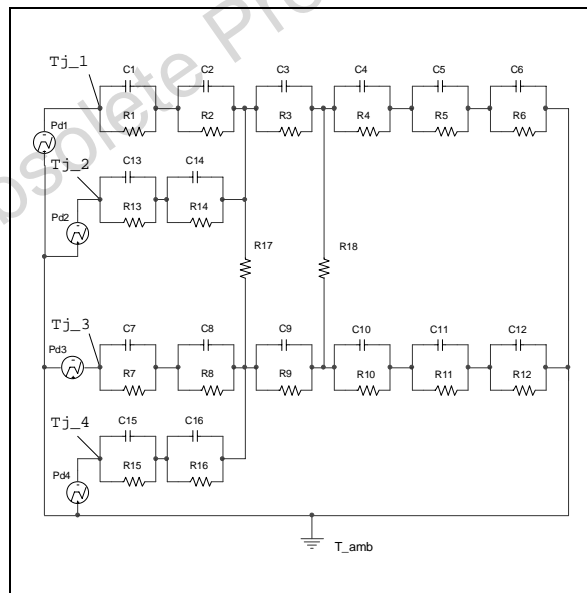 bsolete Pro
Tj_1
C1 C2 C3 C4 C5 C6
R1 R2 R3 R4 R5 R6
Pd1
Tj_2
C13 C14
R13 R14
Pd2
R17 R18
Tj_3
C7 C8 C9 C10 C11 C12
Pd3
R7 R8 R9 R10 R11 R12
Tj_4
C15 C16
R15 R16
Pd4
T_amb